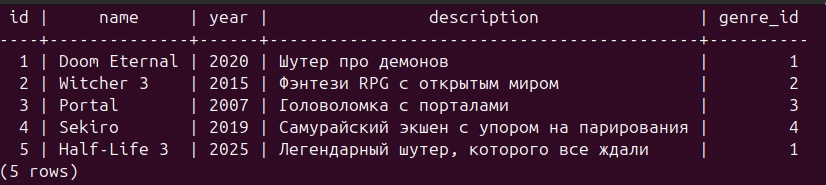 id |     name     | year |                description                | genre_id
----+--------------+------+-------------------------------------------+----------
  1 | Doom Eternal | 2020 | Шутер про демонов                         |        1
  2 | Witcher 3    | 2015 | Фэнтези RPG с открытым миром              |        2
  3 | Portal       | 2007 | Головоломка с порталами                   |        3
  4 | Sekiro       | 2019 | Самурайский экшен с упором на парирования |        4
  5 | Half-Life 3  | 2025 | Легендарный шутер, которого все ждали     |        1
(5 rows)